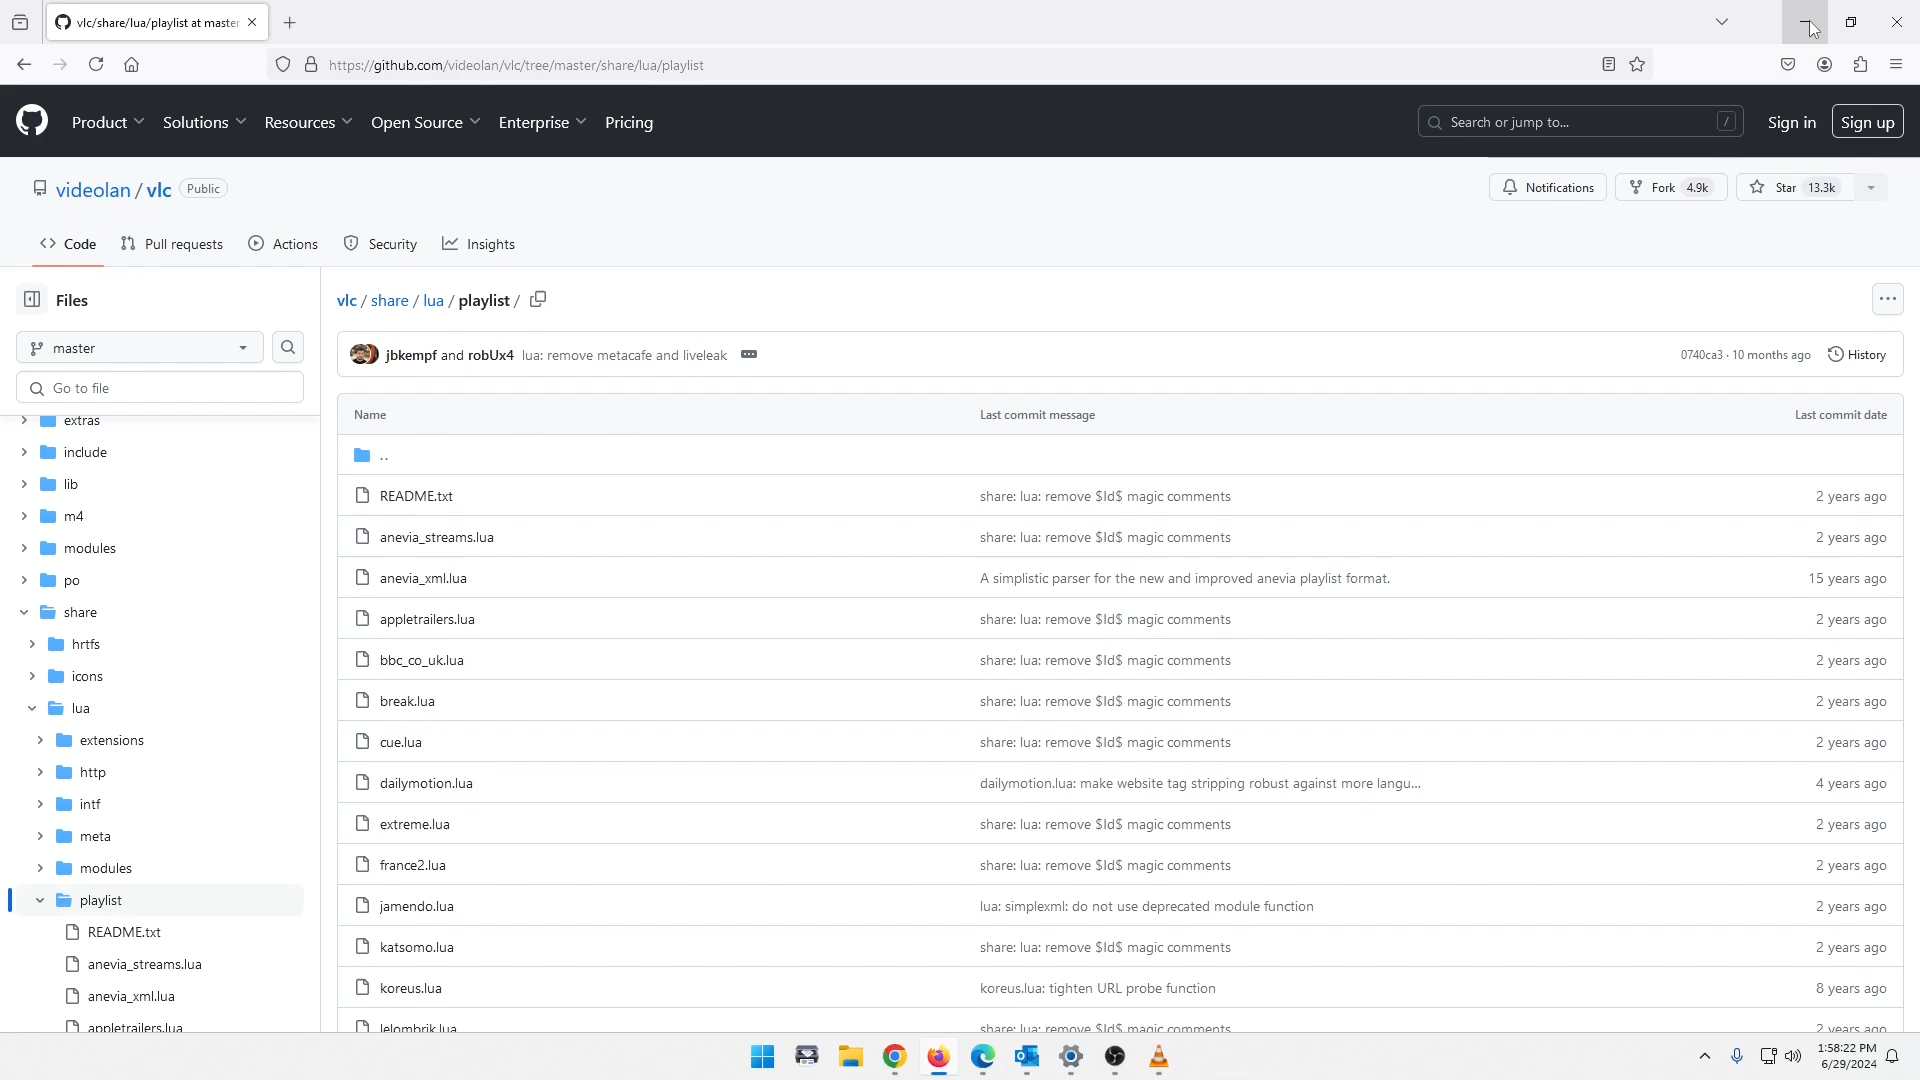 vlc/share/lua/playlist at master
https://github.com/videolan/vlc/tree/master/share/lua/playlist
Product Solutions Resources Open Source Enterprise Pricing
Search or jump to... /
Sign in Sign up
videolan / vlc Public
Notifications Fork 4.9k Star 13.3k
Code Pull requests Actions Security Insights
Files
master
Go to file
extras
include
lib
m4
modules
po
share
hrtfs
icons
lua
extensions
http
intf
meta
modules
playlist
README.txt
anevia_streams.lua
anevia_xml.lua
appletrailers.lua
vlc / share / lua / playlist /
jbkempf and robUx4 lua: remove metacafe and liveleak 0740ca3 · 10 months ago History
Name Last commit message Last commit date
..
README.txt share: lua: remove $Id$ magic comments 2 years ago
anevia_streams.lua share: lua: remove $Id$ magic comments 2 years ago
anevia_xml.lua A simplistic parser for the new and improved anevia playlist format. 15 years ago
appletrailers.lua share: lua: remove $Id$ magic comments 2 years ago
bbc_co_uk.lua share: lua: remove $Id$ magic comments 2 years ago
break.lua share: lua: remove $Id$ magic comments 2 years ago
cue.lua share: lua: remove $Id$ magic comments 2 years ago
dailymotion.lua dailymotion.lua: make website tag stripping robust against more langu... 4 years ago
extreme.lua share: lua: remove $Id$ magic comments 2 years ago
france2.lua share: lua: remove $Id$ magic comments 2 years ago
jamendo.lua lua: simplexml: do not use deprecated module function 2 years ago
katsomo.lua share: lua: remove $Id$ magic comments 2 years ago
koreus.lua koreus.lua: tighten URL probe function 8 years ago
lelombrik.lua share: lua: remove $Id$ magic comments 2 years ago
1:58:22 PM
6/29/2024